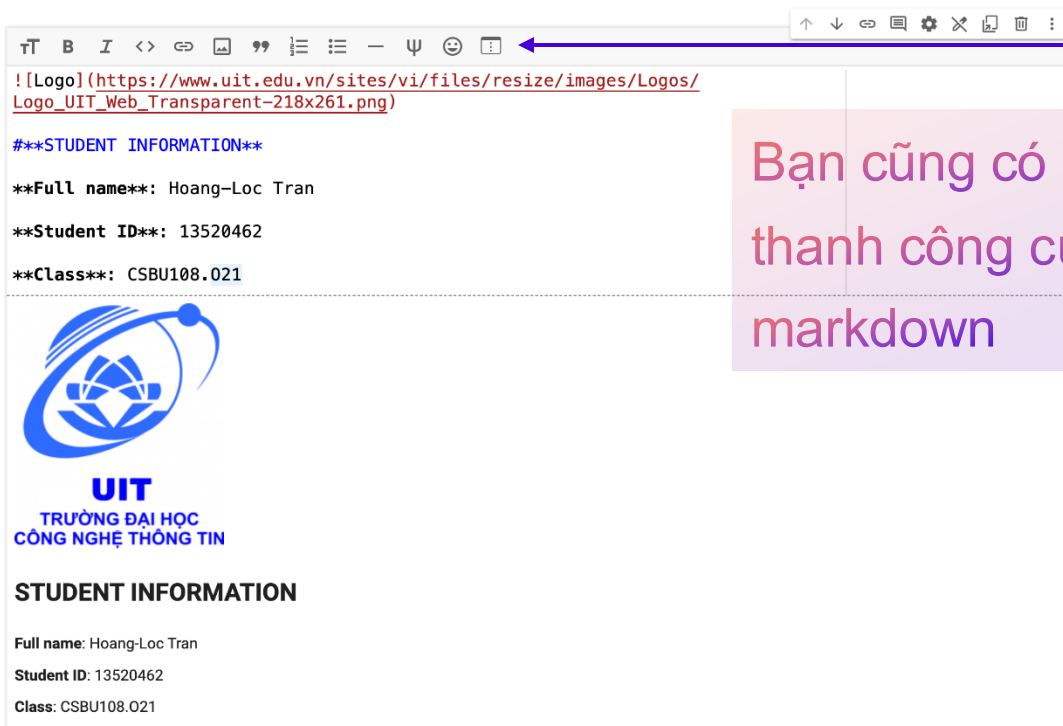 ![Logo](https://www.uit.edu.vn/sites/vi/files/resize/images/Logos/
Logo_UIT_Web_Transparent-218x261.png)
#**STUDENT INFORMATION**
**Full name**: Hoang-Loc Tran
**Student ID**: 13520462
**Class**: CSBU108.O21
Bạn cũng có
thanh công
markdown
UIT
TRƯỜNG ĐẠI HỌC
CÔNG NGHỆ THÔNG TIN
STUDENT INFORMATION
Full name: Hoang-Loc Tran
Student ID: 13520462
Class: CSBU108.O21